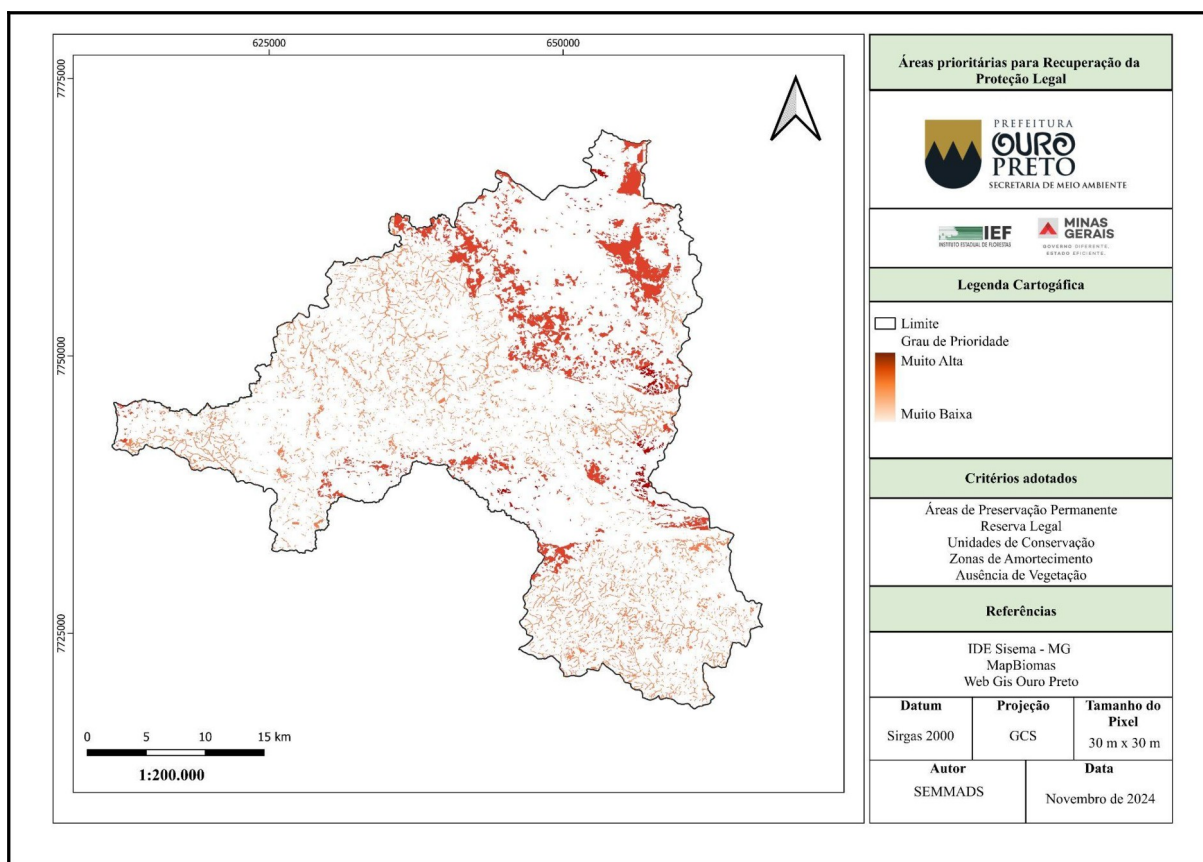 625000
650000
7775000
7750000
7725000
0 5 10 15 km
1:200.000
Áreas prioritárias para Recuperação da
Proteção Legal
PREFEITURA
OURO
PRETO
SECRETARIA DE MEIO AMBIENTE
IEF
INSTITUTO ESTADUAL DE FLORESTAS
MINAS
GERAIS
GOVERNO DIFERENTE.
ESTADO EFICIENTE.
Legenda Cartogáfica
Limite
Grau de Prioridade
Muito Alta
Muito Baixa
Critérios adotados
Áreas de Preservação Permanente
Reserva Legal
Unidades de Conservação
Zonas de Amortecimento
Ausência de Vegetação
Referências
IDE Sisema - MG
MapBiomas
Web Gis Ouro Preto
Datum
Sirgas 2000
Projeção
GCS
Tamanho do
Pixel
30 m x 30 m
Autor
SEMMADS
Data
Novembro de 2024